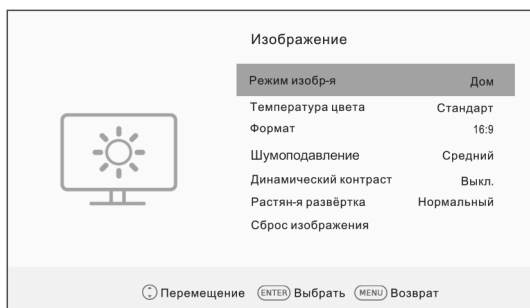 Изображение
Режим изобр-я Дом
Температура цвета Стандарт
Формат 16:9
Шумоподавление Средний
Динамический контраст Выкл.
Растян-я развёртка Нормальный
Сброс изображения
Перемещение ENTER Выбрать MENU Возврат